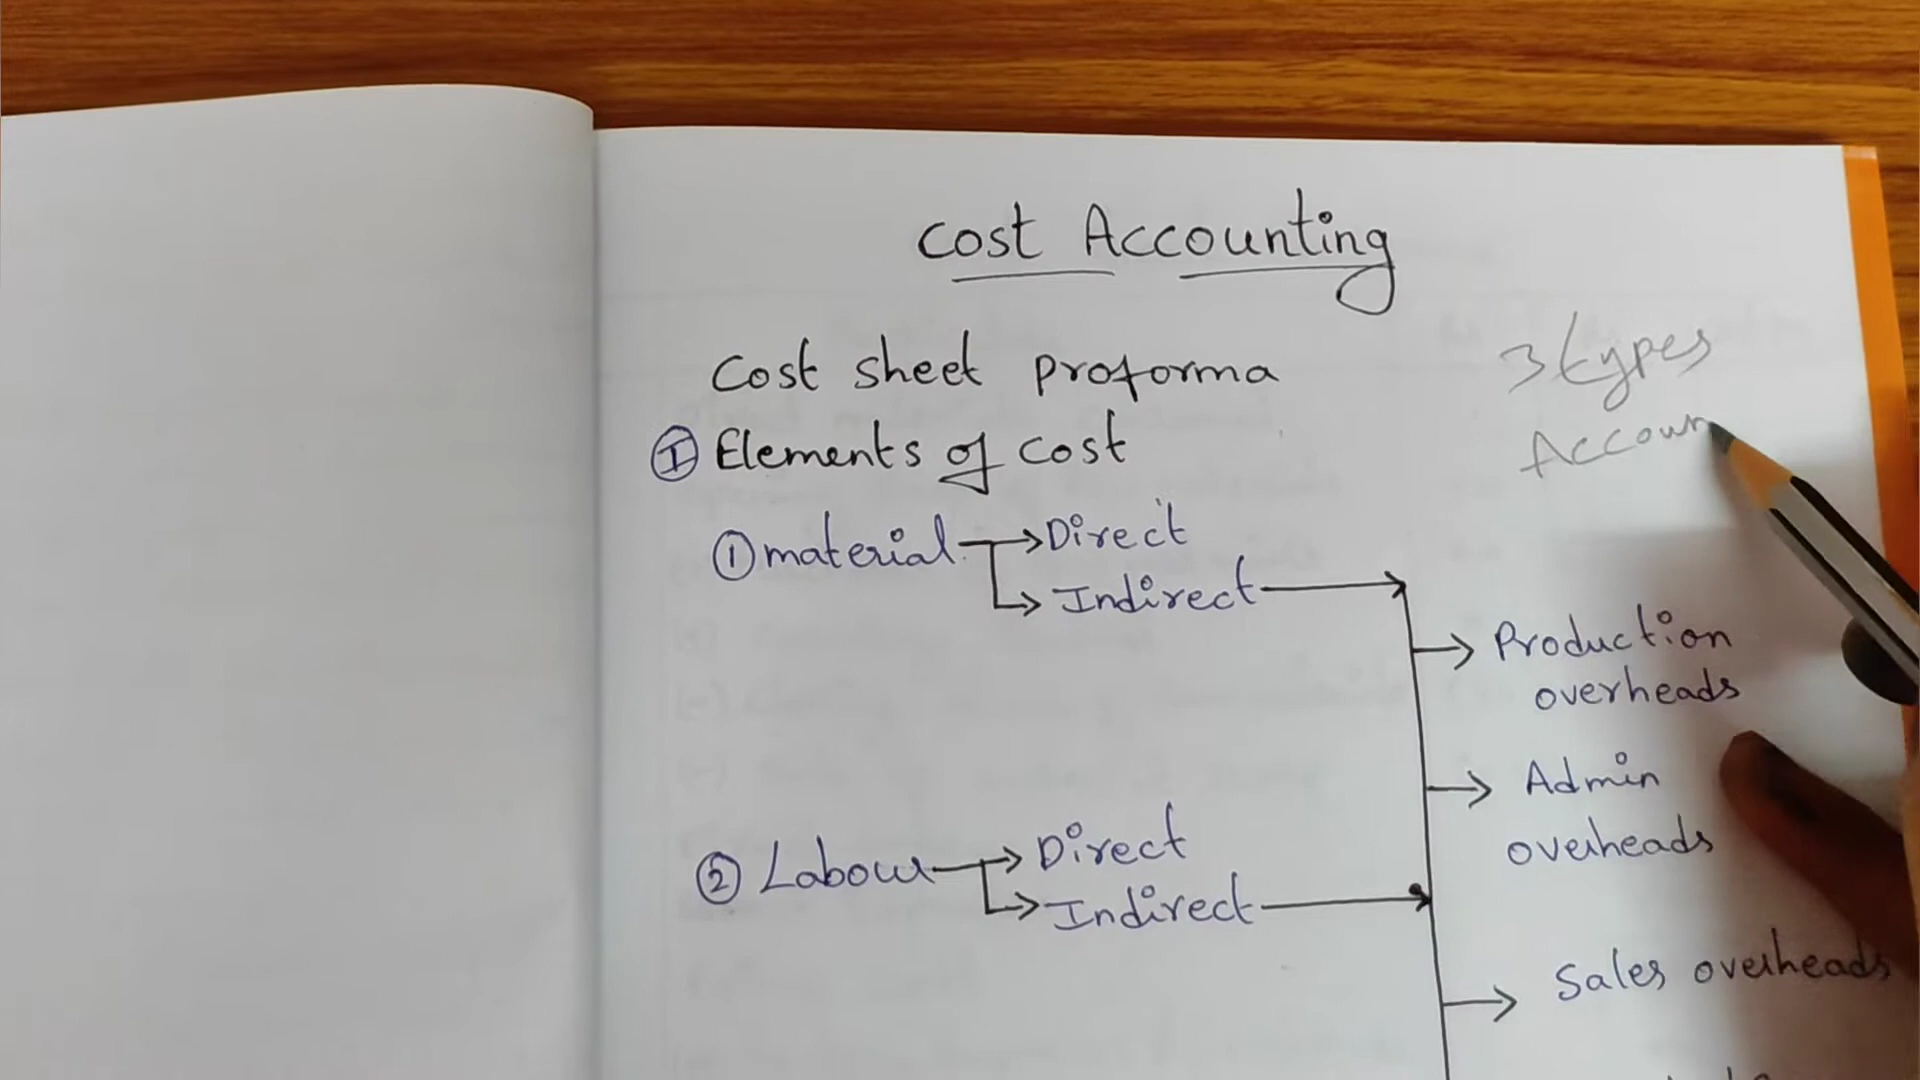 Cost Accounting
3 types
Cost sheet proforma
Accoun
I Elements of cost
1 material → Direct
→ Indirect →
→ Production
overheads
→ Admin
overheads
2 Labour → Direct
→ Indirect →
→ Sales overheads